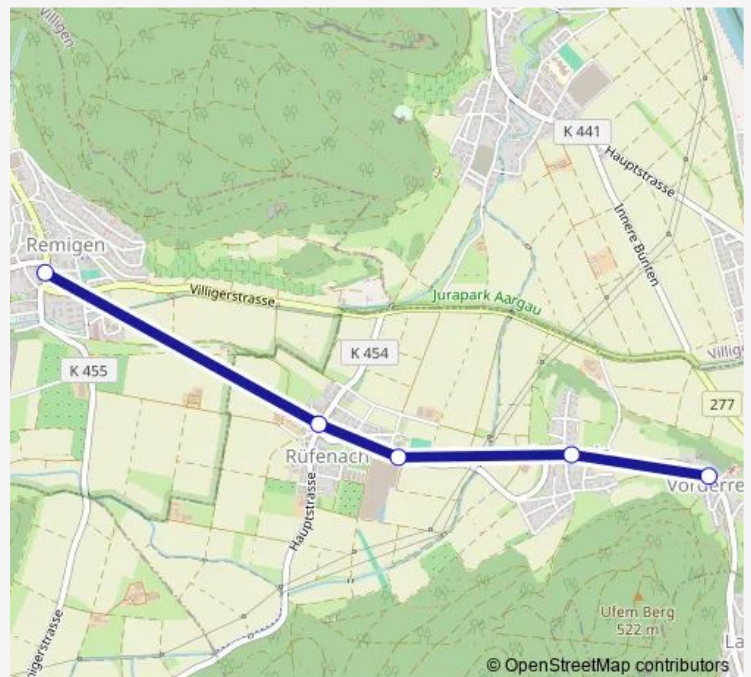 Villigen
K 441
Hauptstrasse
Innere Bünten
Remigen
Villigerstrasse
Jurapark Aargau
K 454
Villig
K 455
277
Rüfenach
Vorderre
Hauptstrasse
Ufem Berg
522 m
nigerstrasse
La
© OpenStreetMap contributors